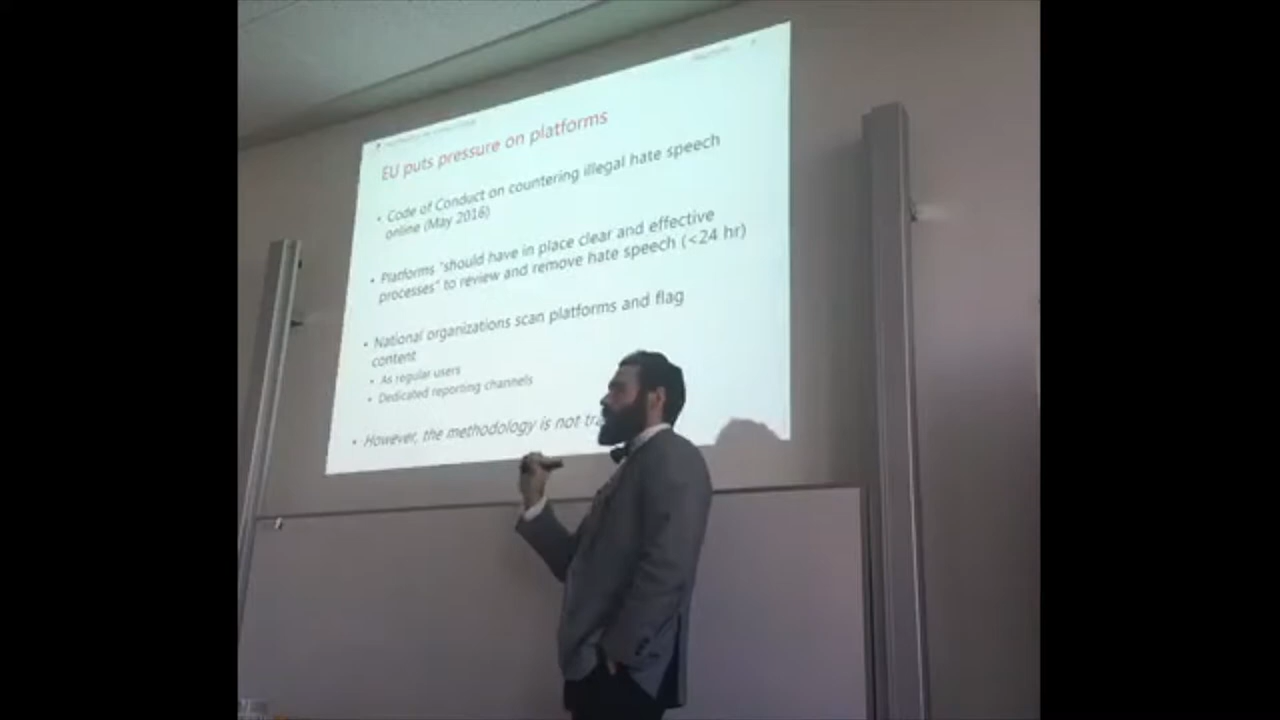 EU puts pressure on platforms
• Code of Conduct on countering illegal hate speech
online (May 2016)
• Platforms "should have in place clear and effective
processes" to review and remove hate speech (<24 hr)
• National organizations scan platforms and flag
content
• As regular users
• Dedicated reporting channels
• However, the methodology is not